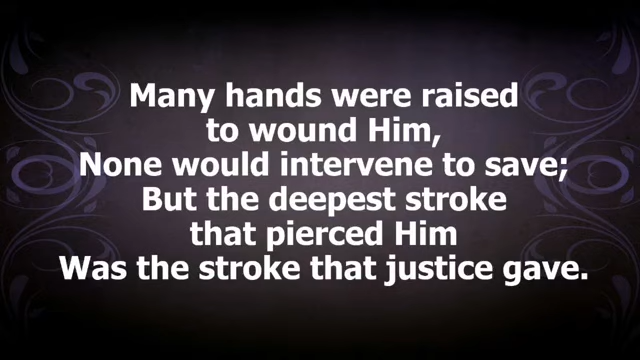 Many hands were raised
to wound Him,
None would intervene to save;
But the deepest stroke
that pierced Him
Was the stroke that justice gave.